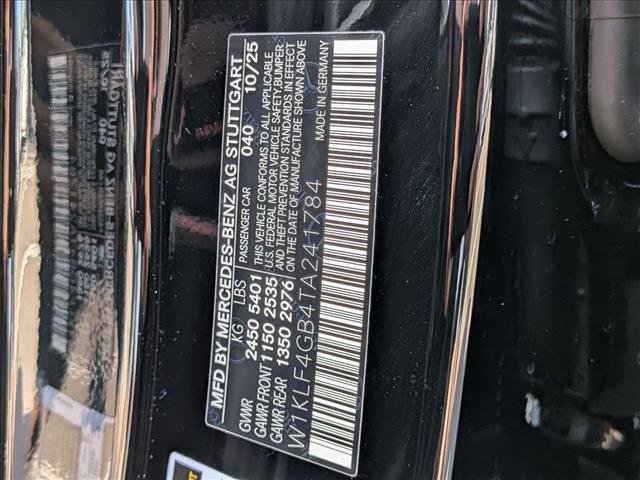 MFD BY MERCEDES-BENZ AG STUTTGART
PASSENGER CAR 040 10/25
KG LBS
GVWR 2450 5401
GAWR FRONT 1150 2535
GAWR REAR 1350 2976
THIS VEHICLE CONFORMS TO ALL APPLICABLE
U.S. FEDERAL MOTOR VEHICLE SAFETY, BUMPER,
AND THEFT PREVENTION STANDARDS IN EFFECT
ON THE DATE OF MANUFACTURE SHOWN ABOVE
MADE IN GERMANY
W1KLF4GB4TA241784